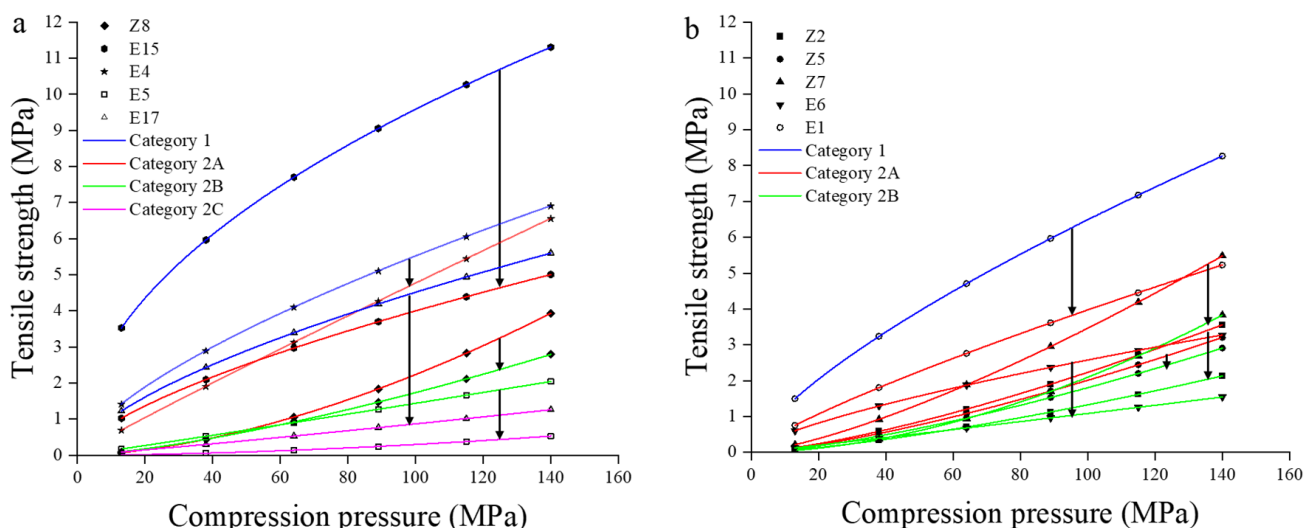 a
Tensile strength (MPa)
12
11
10
9
8
7
6
5
4
3
2
1
0
Z8
E15
E4
E5
E17
Category 1
Category 2A
Category 2B
Category 2C
0 20 40 60 80 100 120 140 160
Compression pressure (MPa)
b
Tensile strength (MPa)
12
11
10
9
8
7
6
5
4
3
2
1
0
Z2
Z5
Z7
E6
E1
Category 1
Category 2A
Category 2B
0 20 40 60 80 100 120 140 160
Compression pressure (MPa)